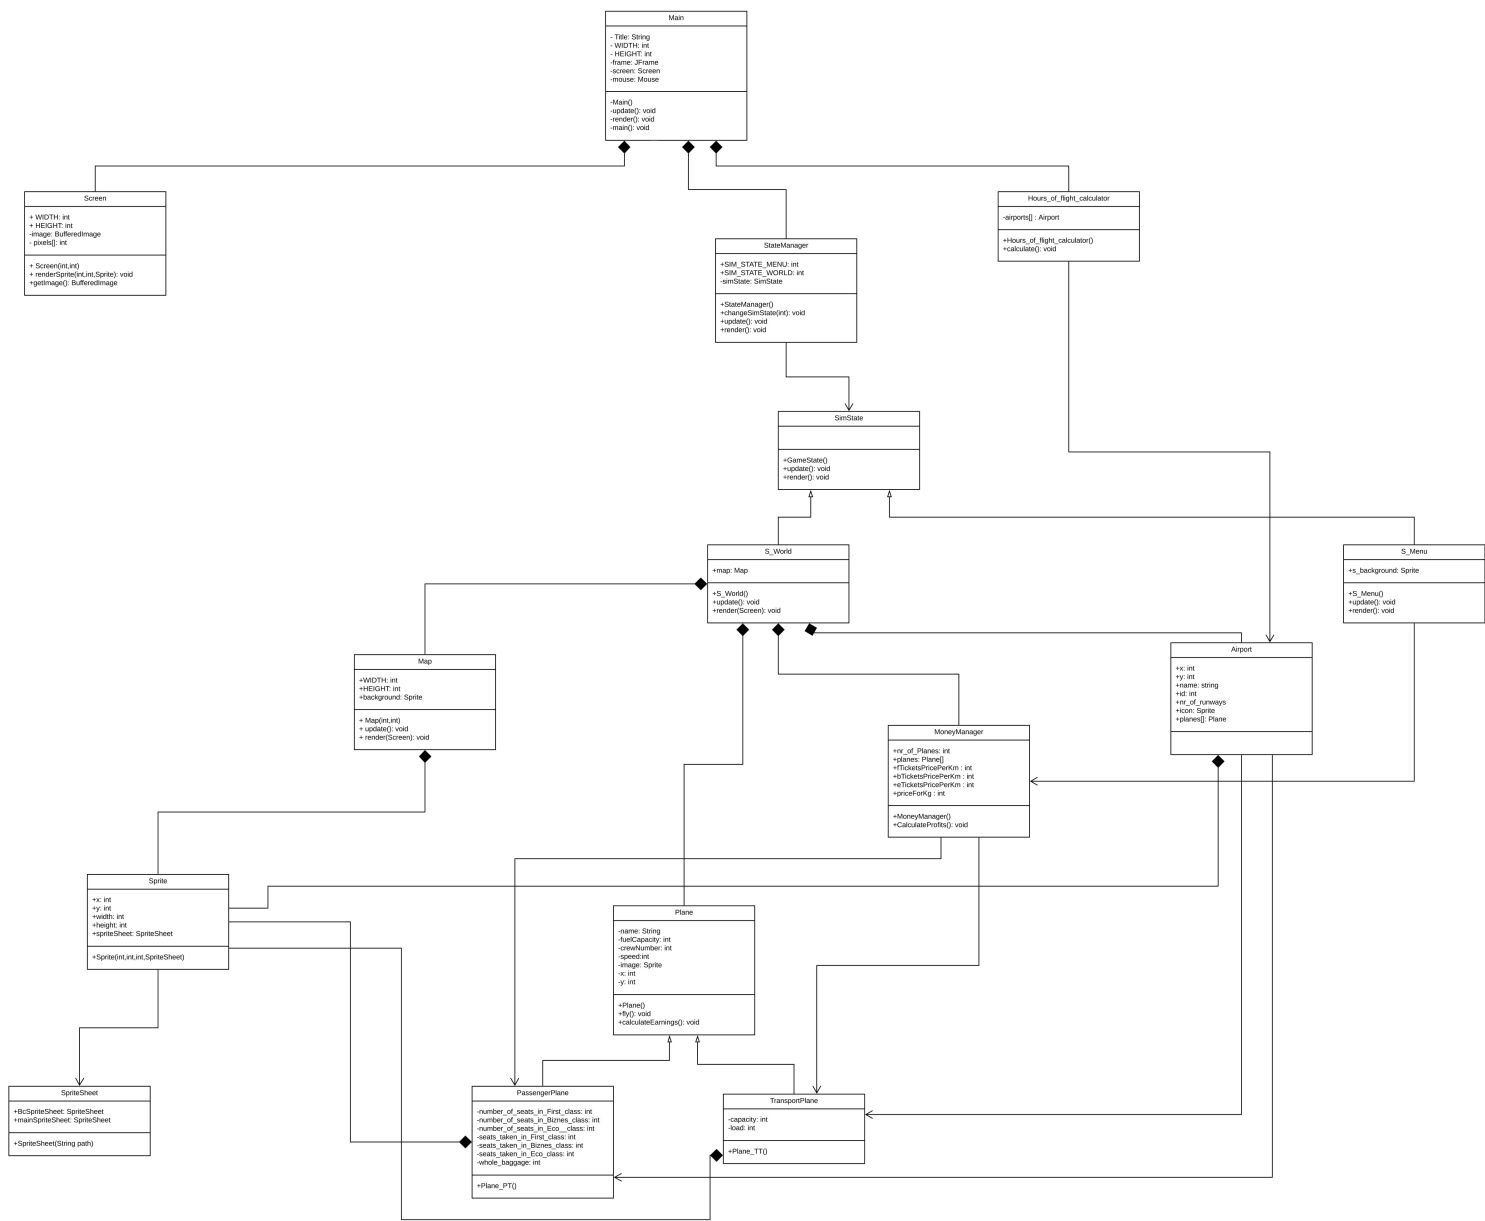 Main
- Title: String
- WIDTH: int
- HEIGHT: int
-frame: JFrame
-screen: Screen
-mouse: Mouse
-Main()
-update(): void
-render(): void
-main(): void
Screen
+ WIDTH: int
+ HEIGHT: int
-image: BufferedImage
- pixels[]: int
+ Screen(int,int)
+ renderSprite(int,int,Sprite): void
+getImage(): BufferedImage
Hours_of_flight_calculator
-airports[] : Airport
+Hours_of_flight_calculator()
+calculate(): void
StateManager
+SIM_STATE_MENU: int
+SIM_STATE_WORLD: int
-simState: SimState
+StateManager()
+changeSimState(int): void
+update(): void
+render(): void
SimState
+GameState()
+update(): void
+render(): void
S_World
+map: Map
+S_World()
+update(): void
+render(Screen): void
S_Menu
+s_background: Sprite
+S_Menu()
+update(): void
+render(): void
Map
+WIDTH: int
+HEIGHT: int
+background: Sprite
+ Map(int,int)
+ update(): void
+ render(Screen): void
Airport
+x: int
+y: int
+name: string
+id: int
+nr_of_runways
+icon: Sprite
+planes[]: Plane
MoneyManager
+nr_of_Planes: int
+planes: Plane[]
+fTicketsPricePerKm : int
+bTicketsPricePerKm : int
+eTicketsPricePerKm : int
+priceForKg : int
+MoneyManager()
+CalculateProfits(): void
Sprite
+x: int
+y: int
+width: int
+height: int
+spriteSheet: SpriteSheet
+Sprite(int,int,int,SpriteSheet)
Plane
-name: String
-fuelCapacity: int
-crewNumber: int
-speed:int
-image: Sprite
-x: int
-y: int
+Plane()
+fly(): void
+calculateEarnings(): void
SpriteSheet
+BcSpriteSheet: SpriteSheet
+mainSpriteSheet: SpriteSheet
+SpriteSheet(String path)
PassengerPlane
-number_of_seats_in_First_class: int
-number_of_seats_in_Biznes_class: int
-number_of_seats_in_Eco__class: int
-seats_taken_in_First_class: int
-seats_taken_in_Biznes_class: int
-seats_taken_in_Eco_class: int
-whole_baggage: int
+Plane_PT()
TransportPlane
-capacity: int
-load: int
+Plane_TT()